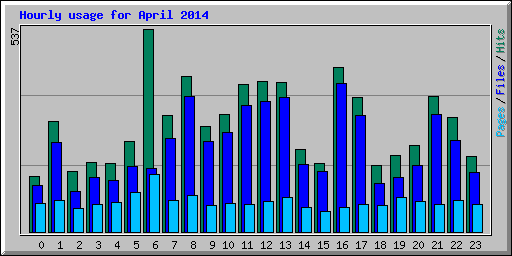 Hourly usage for April 2014
537
Pages/Files/Hits
0 1 2 3 4 5 6 7 8 9 10 11 12 13 14 15 16 17 18 19 20 21 22 23